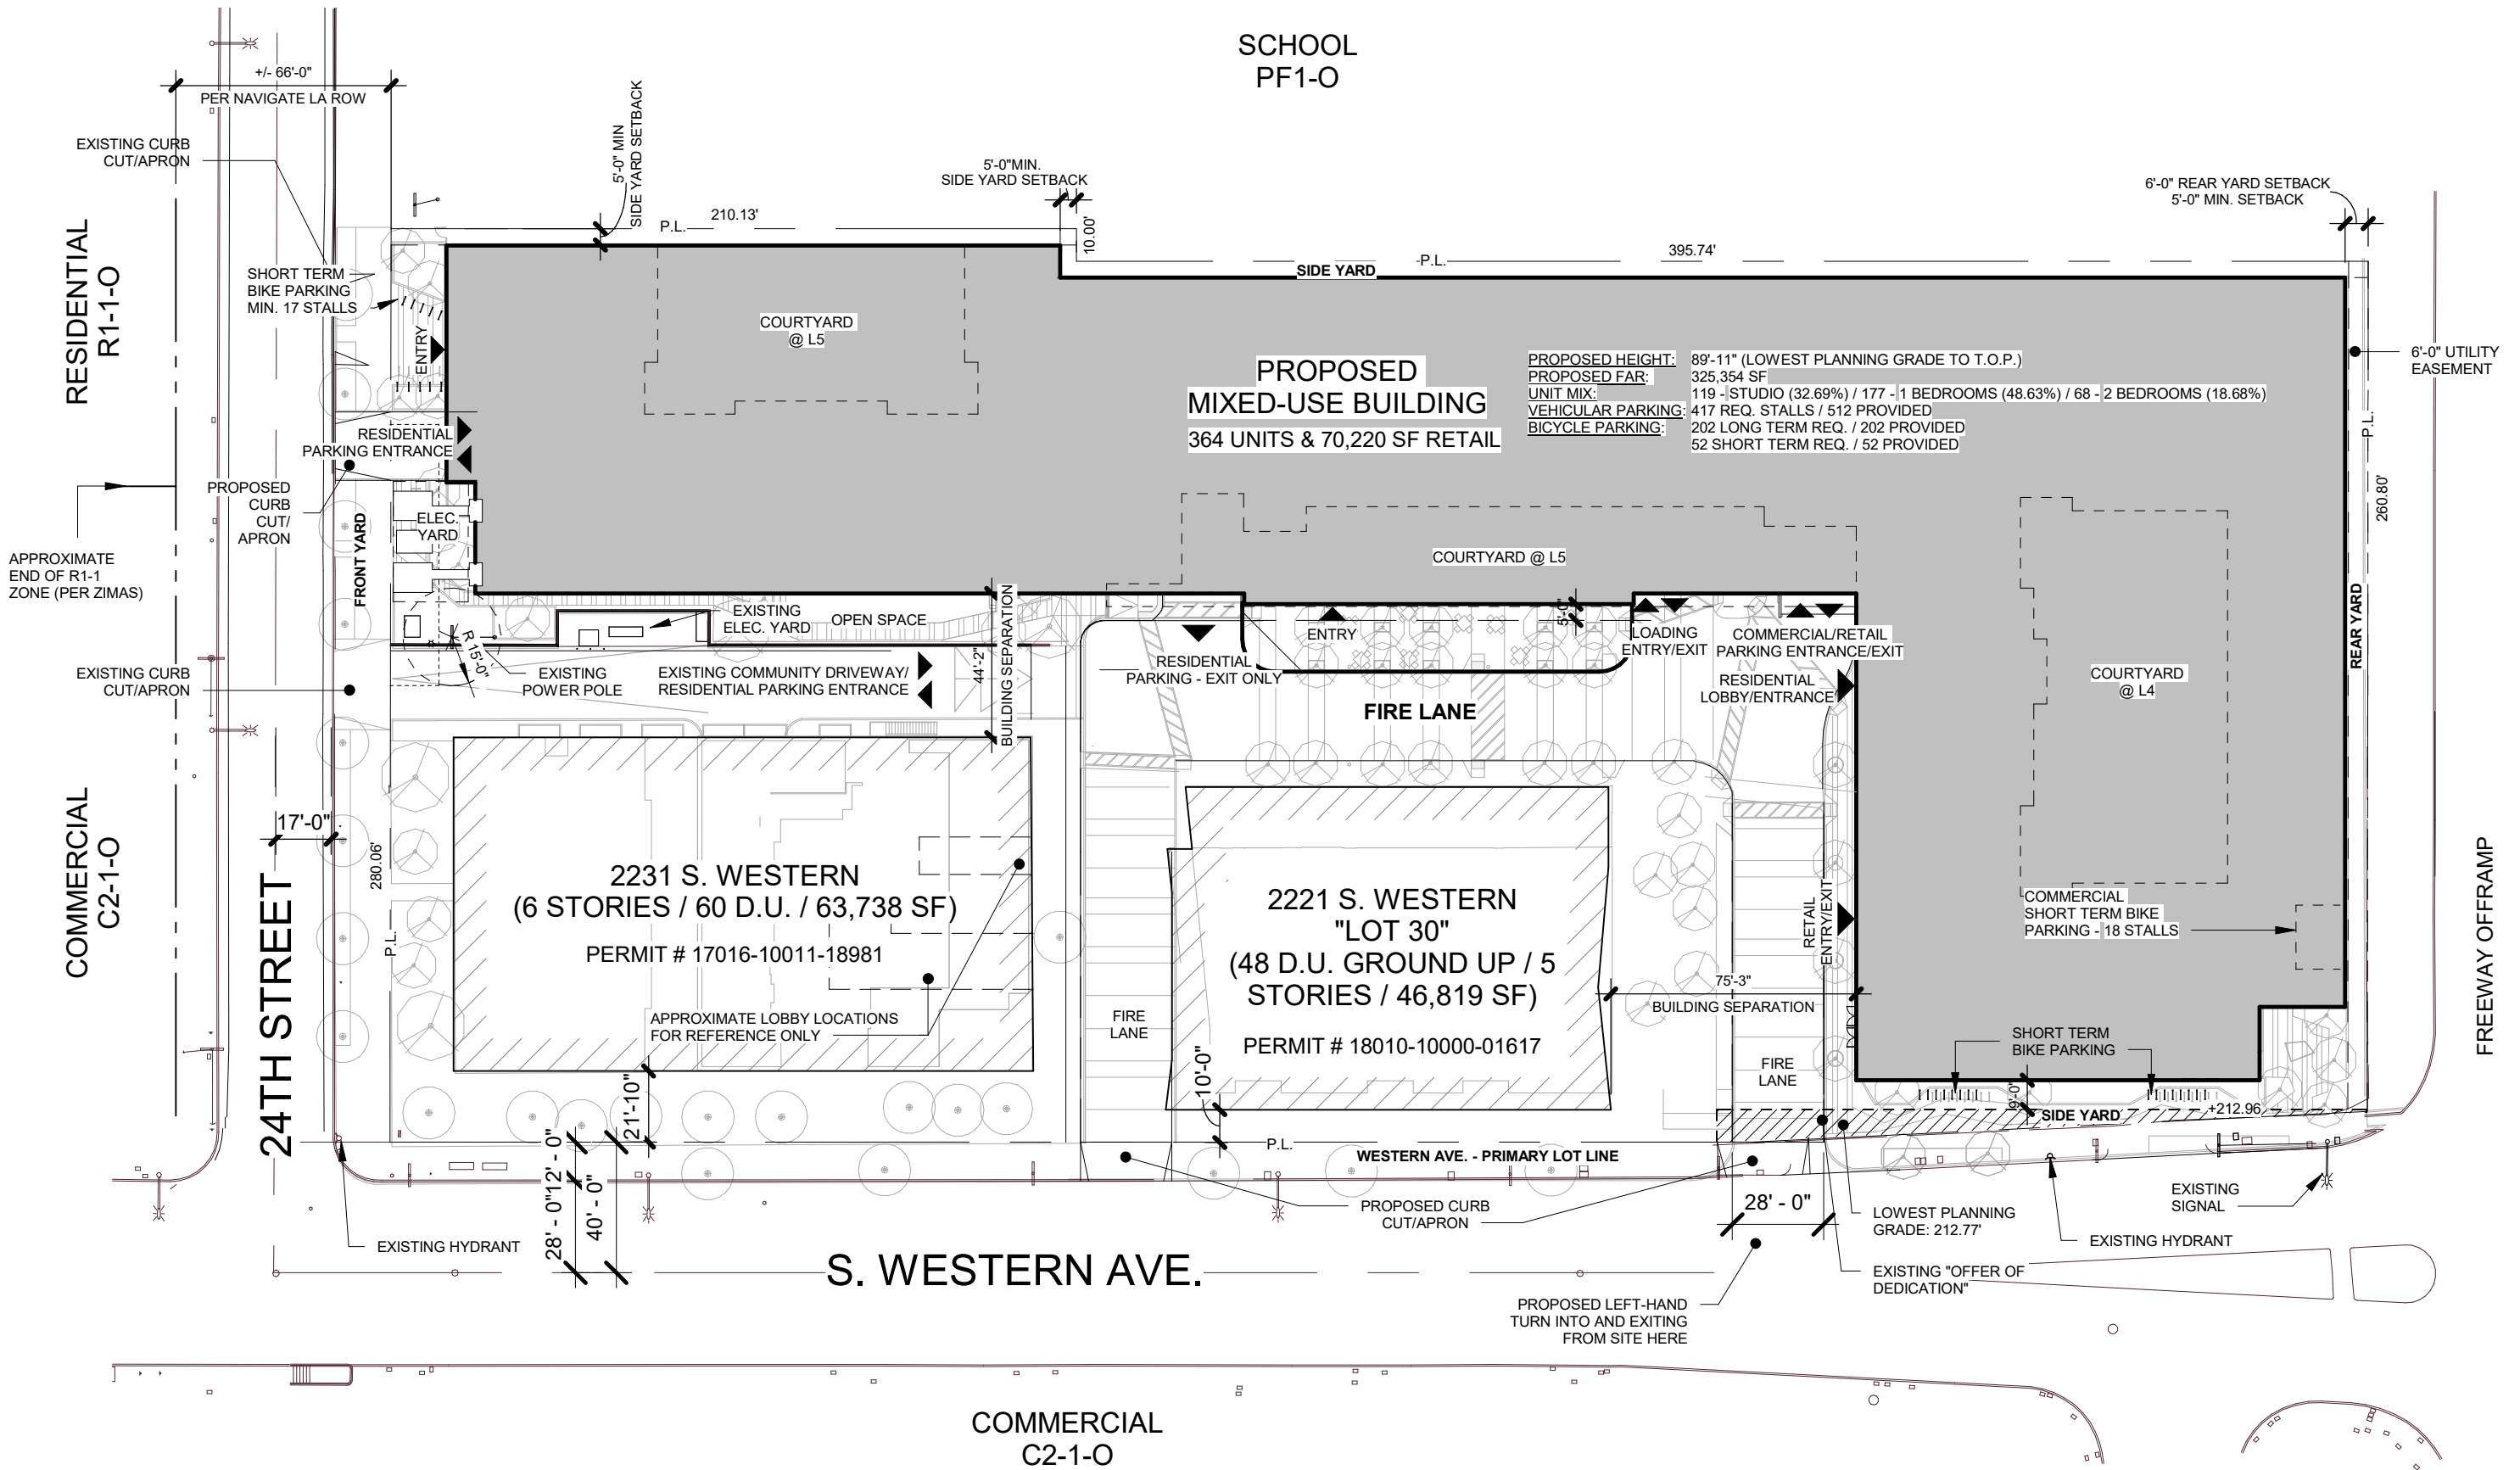 SCHOOL
PF1-O
+/- 66'-0"
PER NAVIGATE LA ROW
EXISTING CURB
CUT/APRON
5'-0" MIN
SIDE YARD SETBACK
5'-0"MIN.
SIDE YARD SETBACK
6'-0" REAR YARD SETBACK
5'-0" MIN. SETBACK
210.13'
P.L.
10.00'
395.74'
P.L.
SIDE YARD
RESIDENTIAL
R1-1-O
SHORT TERM
BIKE PARKING
MIN. 17 STALLS
ENTRY
COURTYARD
@ L5
PROPOSED
MIXED-USE BUILDING
364 UNITS & 70,220 SF RETAIL
PROPOSED HEIGHT: 89'-11" (LOWEST PLANNING GRADE TO T.O.P.)
PROPOSED FAR: 325,354 SF
UNIT MIX: 119 - STUDIO (32.69%) / 177 - 1 BEDROOMS (48.63%) / 68 - 2 BEDROOMS (18.68%)
VEHICULAR PARKING: 417 REQ. STALLS / 512 PROVIDED
BICYCLE PARKING: 202 LONG TERM REQ. / 202 PROVIDED
52 SHORT TERM REQ. / 52 PROVIDED
6'-0" UTILITY
EASEMENT
P.L.
260.80'
REAR YARD
RESIDENTIAL
PARKING ENTRANCE
PROPOSED
CURB
CUT/
APRON
FRONT YARD
ELEC.
YARD
APPROXIMATE
END OF R1-1
ZONE (PER ZIMAS)
COURTYARD @ L5
EXISTING
ELEC. YARD
OPEN SPACE
BUILDING SEPARATION
44'-2"
R 15'-0"
EXISTING
POWER POLE
EXISTING COMMUNITY DRIVEWAY/
RESIDENTIAL PARKING ENTRANCE
EXISTING CURB
CUT/APRON
RESIDENTIAL
PARKING - EXIT ONLY
ENTRY
5'-0"
LOADING
ENTRY/EXIT
COMMERCIAL/RETAIL
PARKING ENTRANCE/EXIT
RESIDENTIAL
LOBBY/ENTRANCE
FIRE LANE
COURTYARD
@ L4
COMMERCIAL
C2-1-O
17'-0"
280.06'
P.L.
24TH STREET
2231 S. WESTERN
(6 STORIES / 60 D.U. / 63,738 SF)
PERMIT # 17016-10011-18981
APPROXIMATE LOBBY LOCATIONS
FOR REFERENCE ONLY
FIRE
LANE
2221 S. WESTERN
"LOT 30"
(48 D.U. GROUND UP / 5
STORIES / 46,819 SF)
PERMIT # 18010-10000-01617
RETAIL
ENTRY/EXIT
75'-3"
BUILDING SEPARATION
COMMERCIAL
SHORT TERM BIKE
PARKING - 18 STALLS
FREEWAY OFFRAMP
SHORT TERM
BIKE PARKING
FIRE
LANE
10'-0"
21'-10"
9'-0"
SIDE YARD
+212.96
P.L.
WESTERN AVE. - PRIMARY LOT LINE
12' - 0"
28' - 0"
40' - 0"
PROPOSED CURB
CUT/APRON
28' - 0"
EXISTING
SIGNAL
LOWEST PLANNING
GRADE: 212.77'
EXISTING HYDRANT
EXISTING HYDRANT
S. WESTERN AVE.
EXISTING "OFFER OF
DEDICATION"
PROPOSED LEFT-HAND
TURN INTO AND EXITING
FROM SITE HERE
COMMERCIAL
C2-1-O